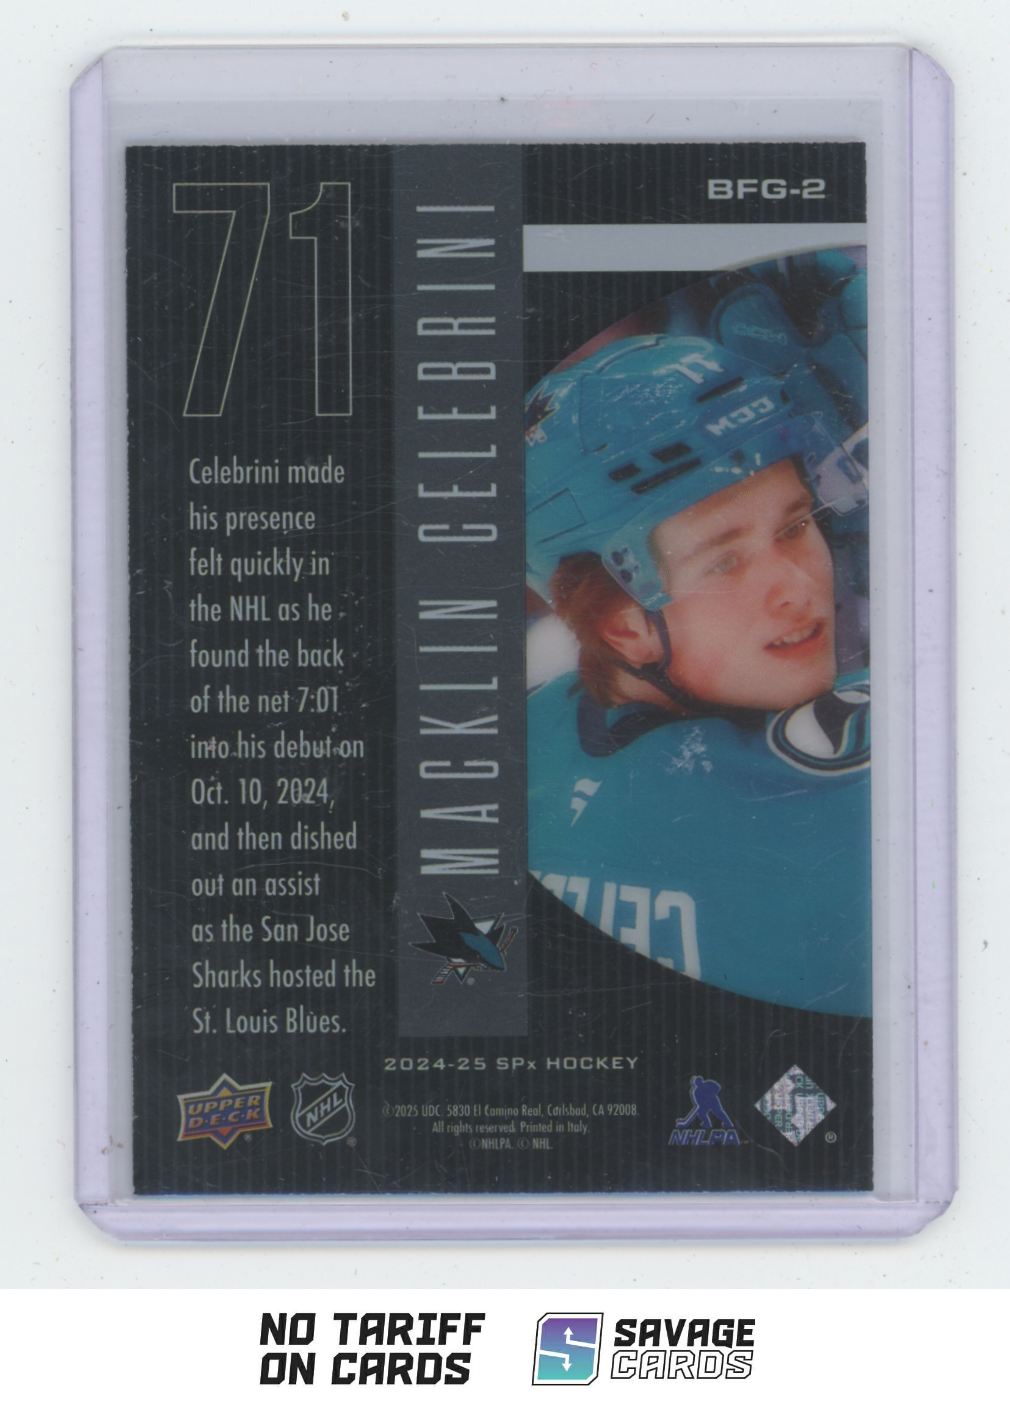 71
BFG-2
MACKLIN CELEBRINI
Celebrini made
his presence
felt quickly in
the NHL as he
found the back
of the net 7:01
into his debut on
Oct. 10, 2024,
and then dished
out an assist
as the San Jose
Sharks hosted the
St. Louis Blues.
2024-25 SPx HOCKEY
UPPER
D·E·C·K
®
NHL
®
©2025 UDC. 5830 El Camino Real, Carlsbad, CA 92008.
All rights reserved. Printed in Italy.
©NHLPA. © NHL.
NHLPA
®
NO TARIFF
ON CARDS
SAVAGE
CARDS